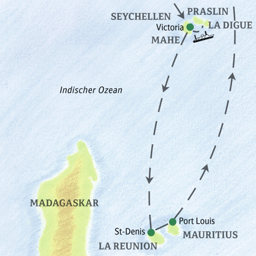 SEYCHELLEN
PRASLIN
LA DIGUE
Victoria
MAHE
Indischer Ozean
MADAGASKAR
St-Denis
Port Louis
LA REUNION
MAURITIUS